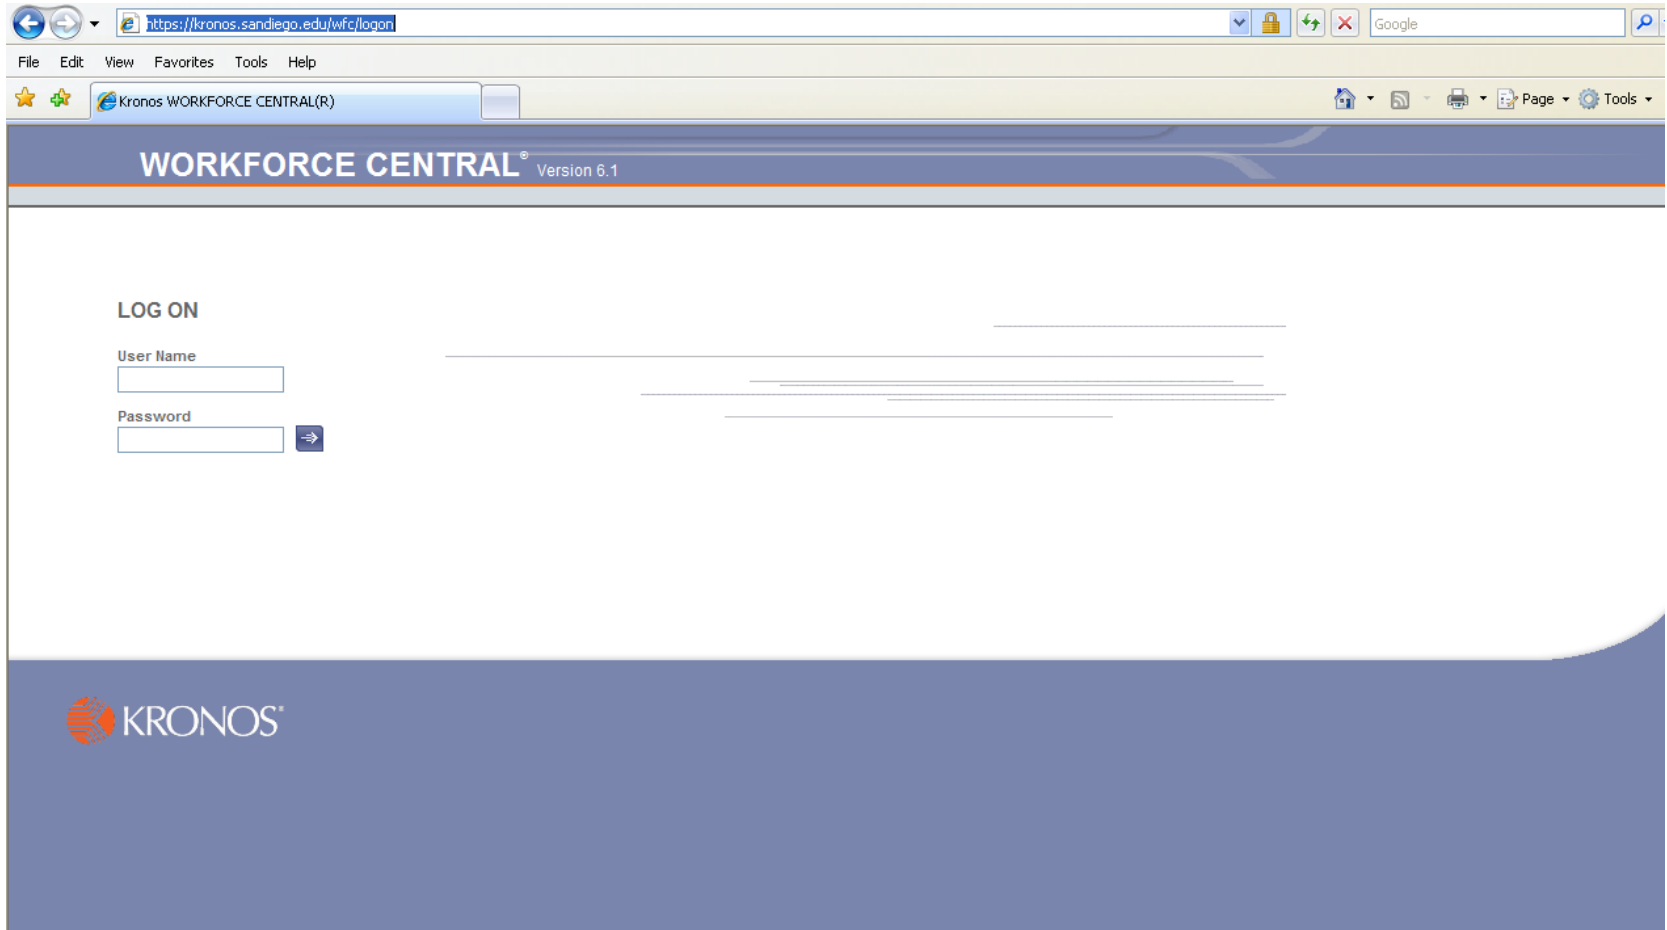 https://kronos.sandiego.edu/wfc/logon Google
File Edit View Favorites Tools Help
Kronos WORKFORCE CENTRAL(R) Page Tools
WORKFORCE CENTRAL® Version 6.1
LOG ON
User Name
Password
KRONOS®